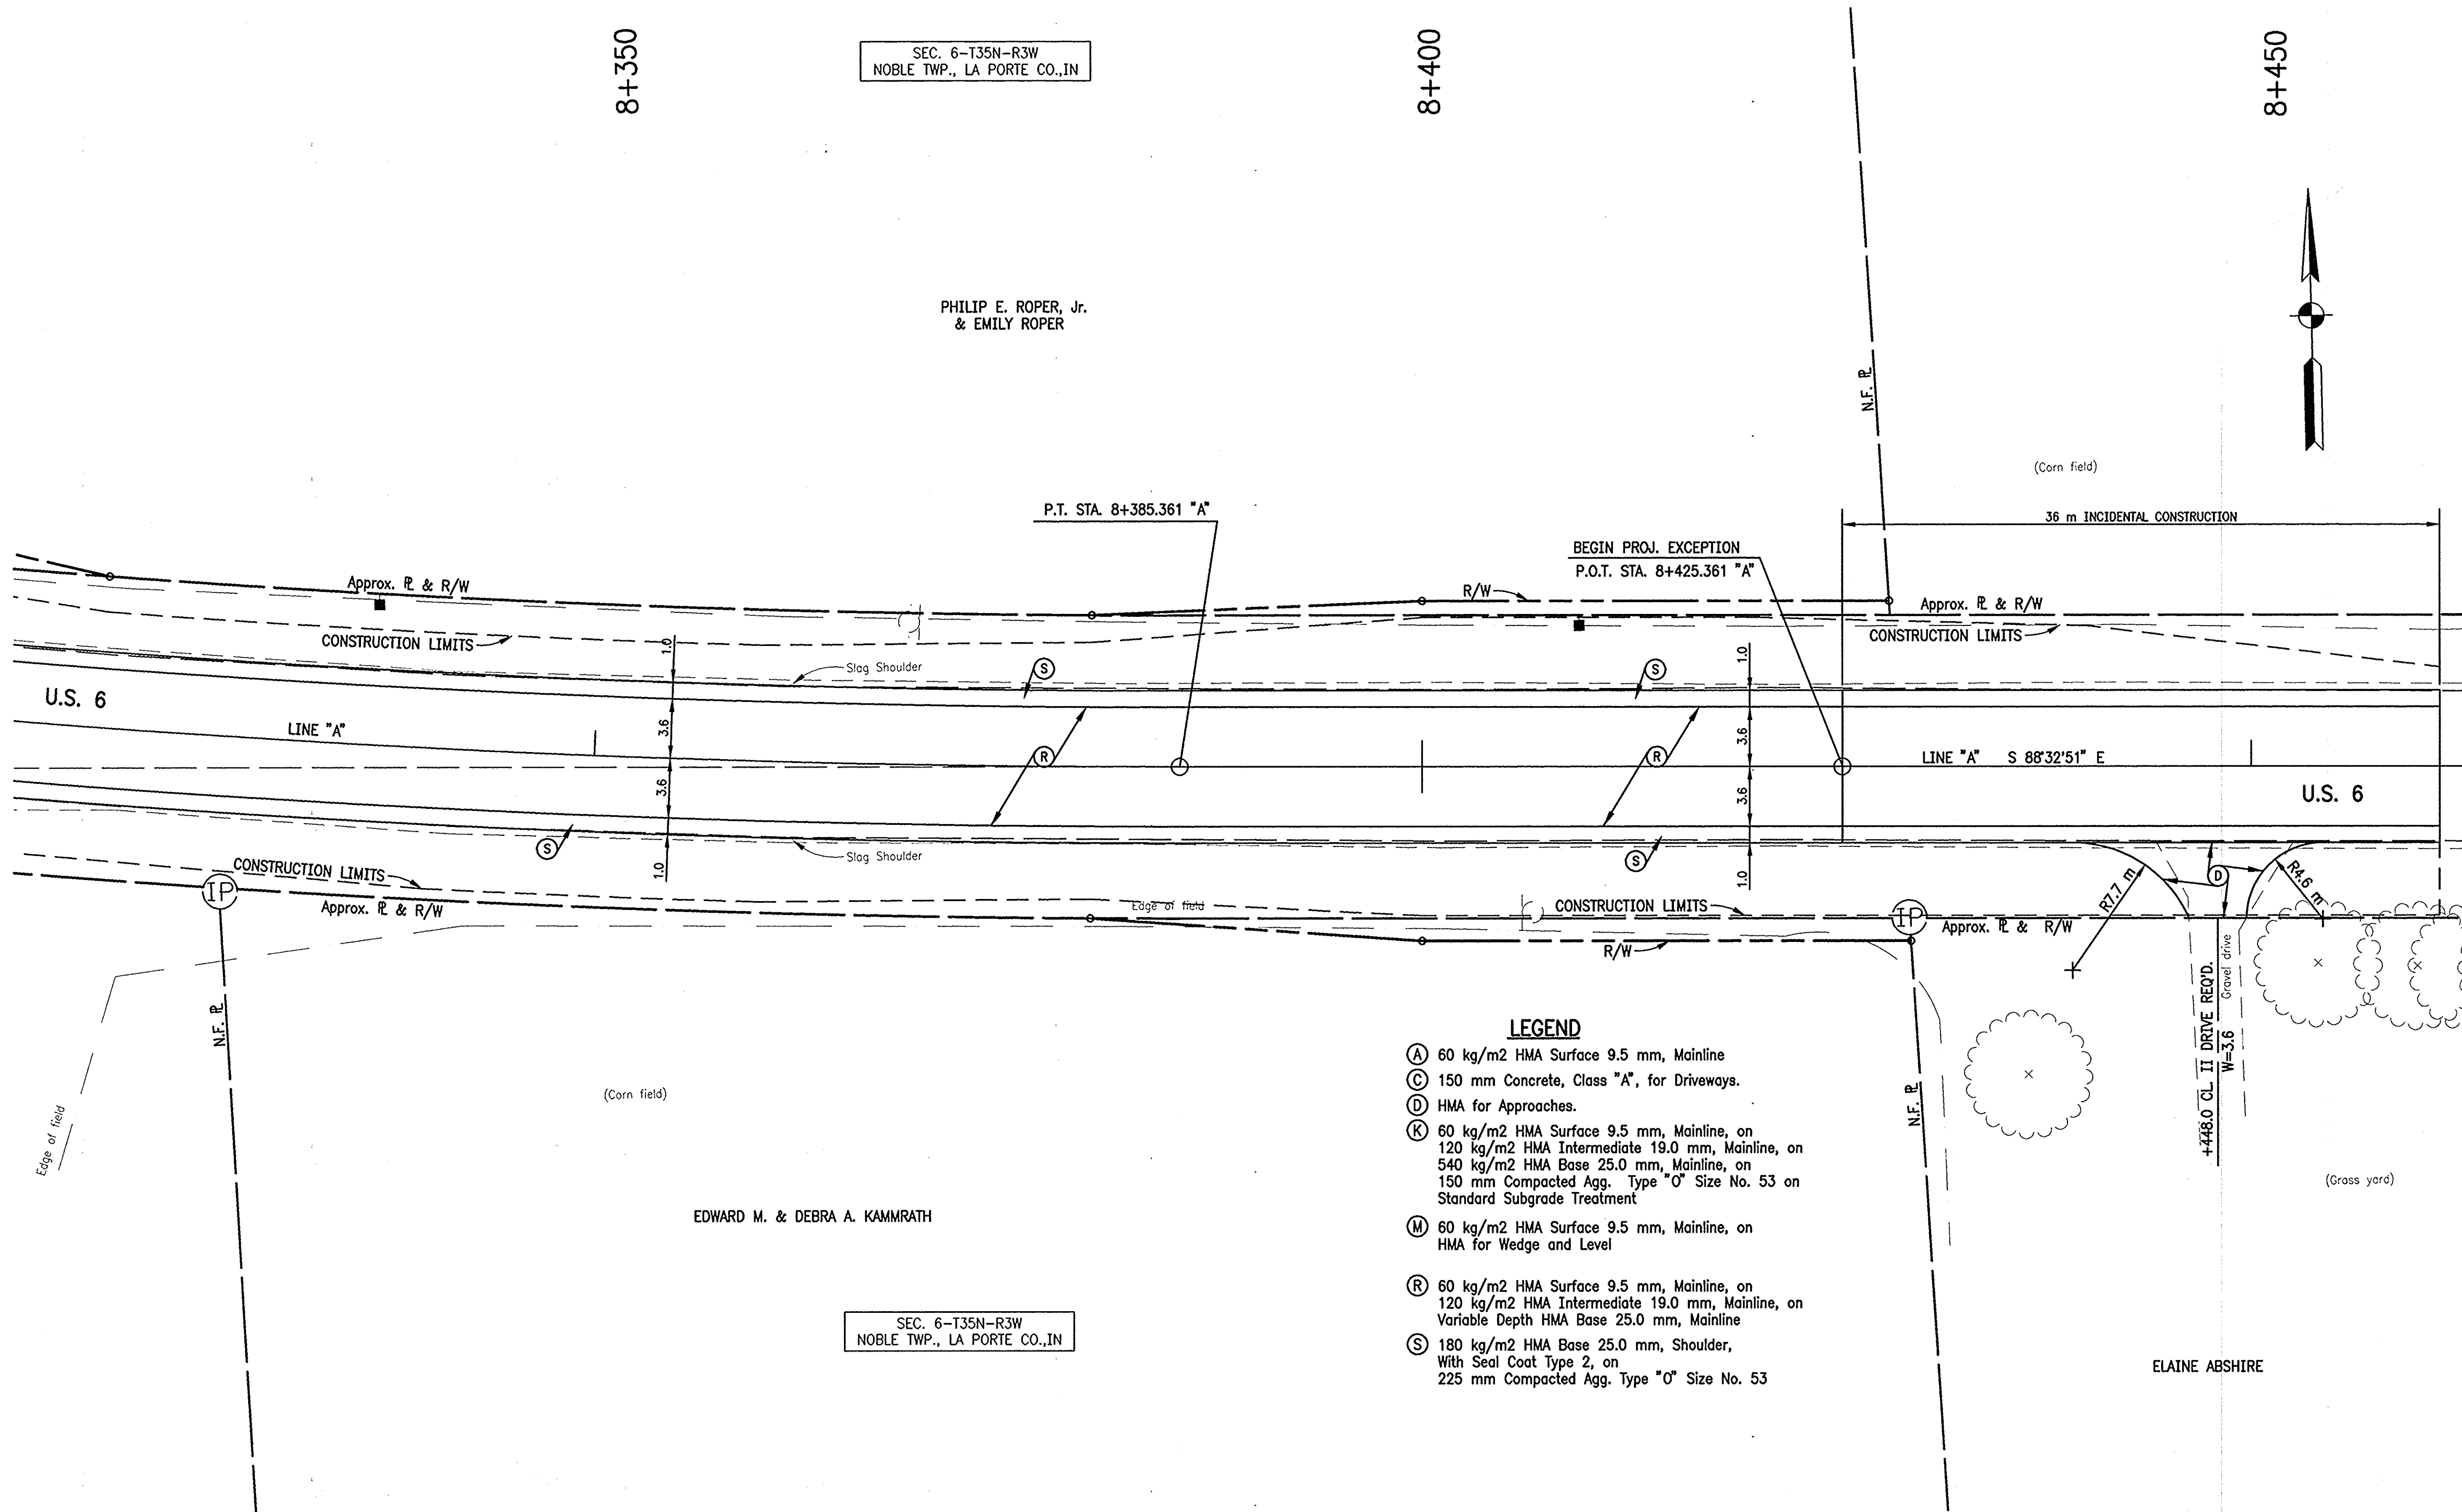 8+350
SEC. 6-T35N-R3W
NOBLE TWP., LA PORTE CO.,IN
8+400
8+450
PHILIP E. ROPER, Jr.
& EMILY ROPER
N.F. ⅊
(Corn field)
P.T. STA. 8+385.361 "A"
36 m INCIDENTAL CONSTRUCTION
BEGIN PROJ. EXCEPTION
P.O.T. STA. 8+425.361 "A"
Approx. ⅊ & R/W
R/W
Approx. ⅊ & R/W
CONSTRUCTION LIMITS
CONSTRUCTION LIMITS
1.0
1.0
Slag Shoulder
S
S
U.S. 6
LINE "A"
3.6
3.6
R
R
LINE "A" S 88°32'51" E
3.6
3.6
U.S. 6
S
Slag Shoulder
S
1.0
1.0
CONSTRUCTION LIMITS
IP
Approx. ⅊ & R/W
Edge of field
CONSTRUCTION LIMITS
IP
Approx. ⅊ & R/W
R/W
D
R7.7 m
R4.6 m
+448.0 CL. II DRIVE REQ'D.
W=3.6
Gravel drive
N.F. ⅊
N.F. ⅊
Edge of field
(Corn field)
(Grass yard)
EDWARD M. & DEBRA A. KAMMRATH
SEC. 6-T35N-R3W
NOBLE TWP., LA PORTE CO.,IN
LEGEND
A 60 kg/m2 HMA Surface 9.5 mm, Mainline
C 150 mm Concrete, Class "A", for Driveways.
D HMA for Approaches.
K 60 kg/m2 HMA Surface 9.5 mm, Mainline, on
120 kg/m2 HMA Intermediate 19.0 mm, Mainline, on
540 kg/m2 HMA Base 25.0 mm, Mainline, on
150 mm Compacted Agg. Type "O" Size No. 53 on
Standard Subgrade Treatment
M 60 kg/m2 HMA Surface 9.5 mm, Mainline, on
HMA for Wedge and Level
R 60 kg/m2 HMA Surface 9.5 mm, Mainline, on
120 kg/m2 HMA Intermediate 19.0 mm, Mainline, on
Variable Depth HMA Base 25.0 mm, Mainline
S 180 kg/m2 HMA Base 25.0 mm, Shoulder,
With Seal Coat Type 2, on
225 mm Compacted Agg. Type "O" Size No. 53
ELAINE ABSHIRE